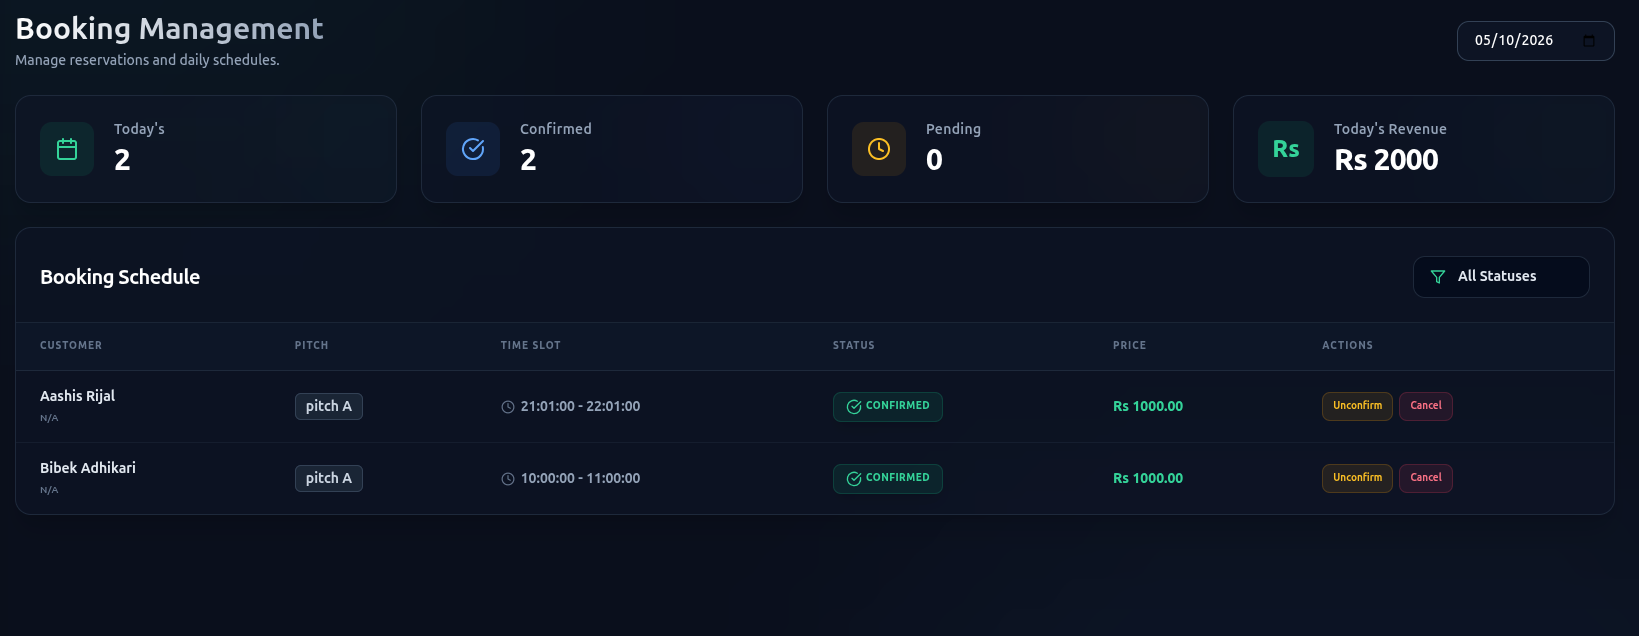 Booking Management
Manage reservations and daily schedules.
05/10/2026
Today's
2
Confirmed
2
Pending
0
Rs
Today's Revenue
Rs 2000
Booking Schedule
All Statuses
CUSTOMER PITCH TIME SLOT STATUS PRICE ACTIONS
Aashis Rijal
N/A
pitch A 21:01:00 - 22:01:00 CONFIRMED Rs 1000.00 Unconfirm Cancel
Bibek Adhikari
N/A
pitch A 10:00:00 - 11:00:00 CONFIRMED Rs 1000.00 Unconfirm Cancel